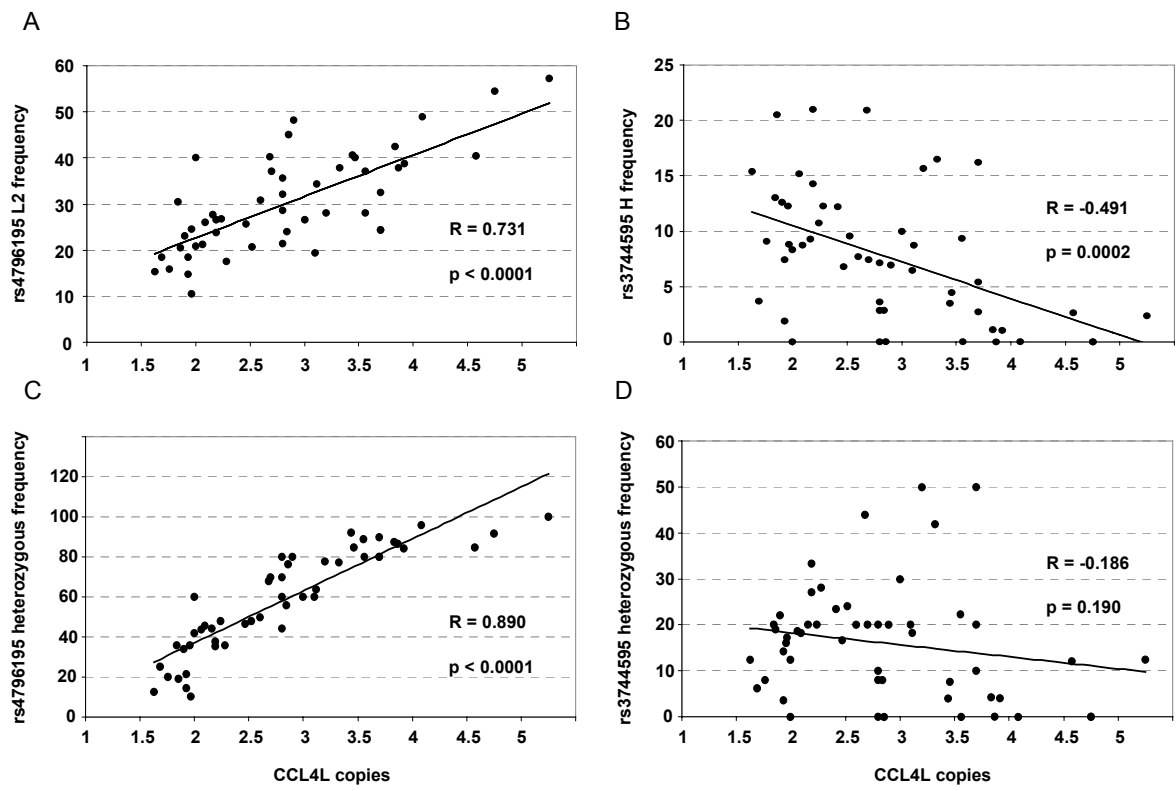 A
rs4796195 L2 frequency
60
50
40
30
20
10
0
R = 0.731
p < 0.0001
1 1.5 2 2.5 3 3.5 4 4.5 5
B
rs3744595 H frequency
25
20
15
10
5
0
R = -0.491
p = 0.0002
1 1.5 2 2.5 3 3.5 4 4.5 5
C
rs4796195 heterozygous frequency
120
100
80
60
40
20
0
R = 0.890
p < 0.0001
1 1.5 2 2.5 3 3.5 4 4.5 5
CCL4L copies
D
rs3744595 heterozygous frequency
60
50
40
30
20
10
0
R = -0.186
p = 0.190
1 1.5 2 2.5 3 3.5 4 4.5 5
CCL4L copies